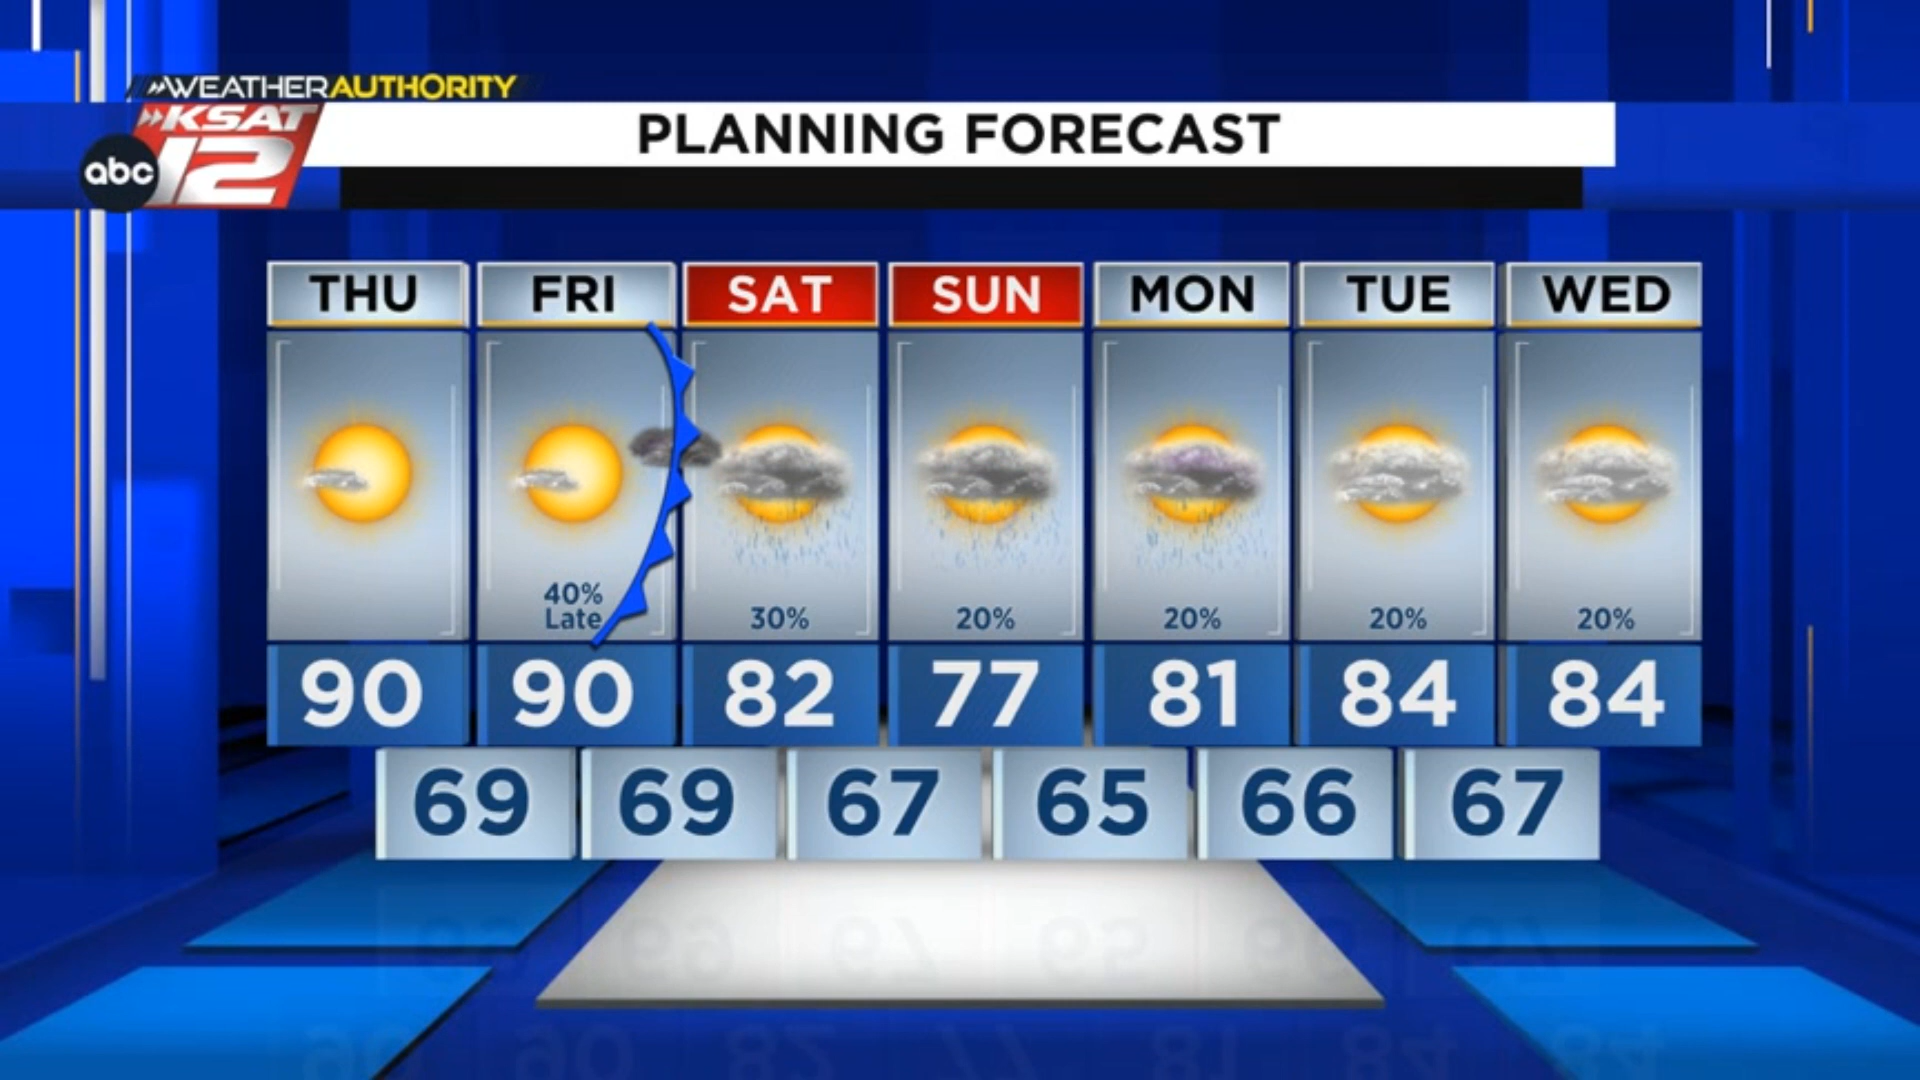 WEATHERAUTHORITY
KSAT
12
abc
PLANNING FORECAST
THU FRI SAT SUN MON TUE WED
40%
Late
30% 20% 20% 20% 20%
90 90 82 77 81 84 84
69 69 67 65 66 67